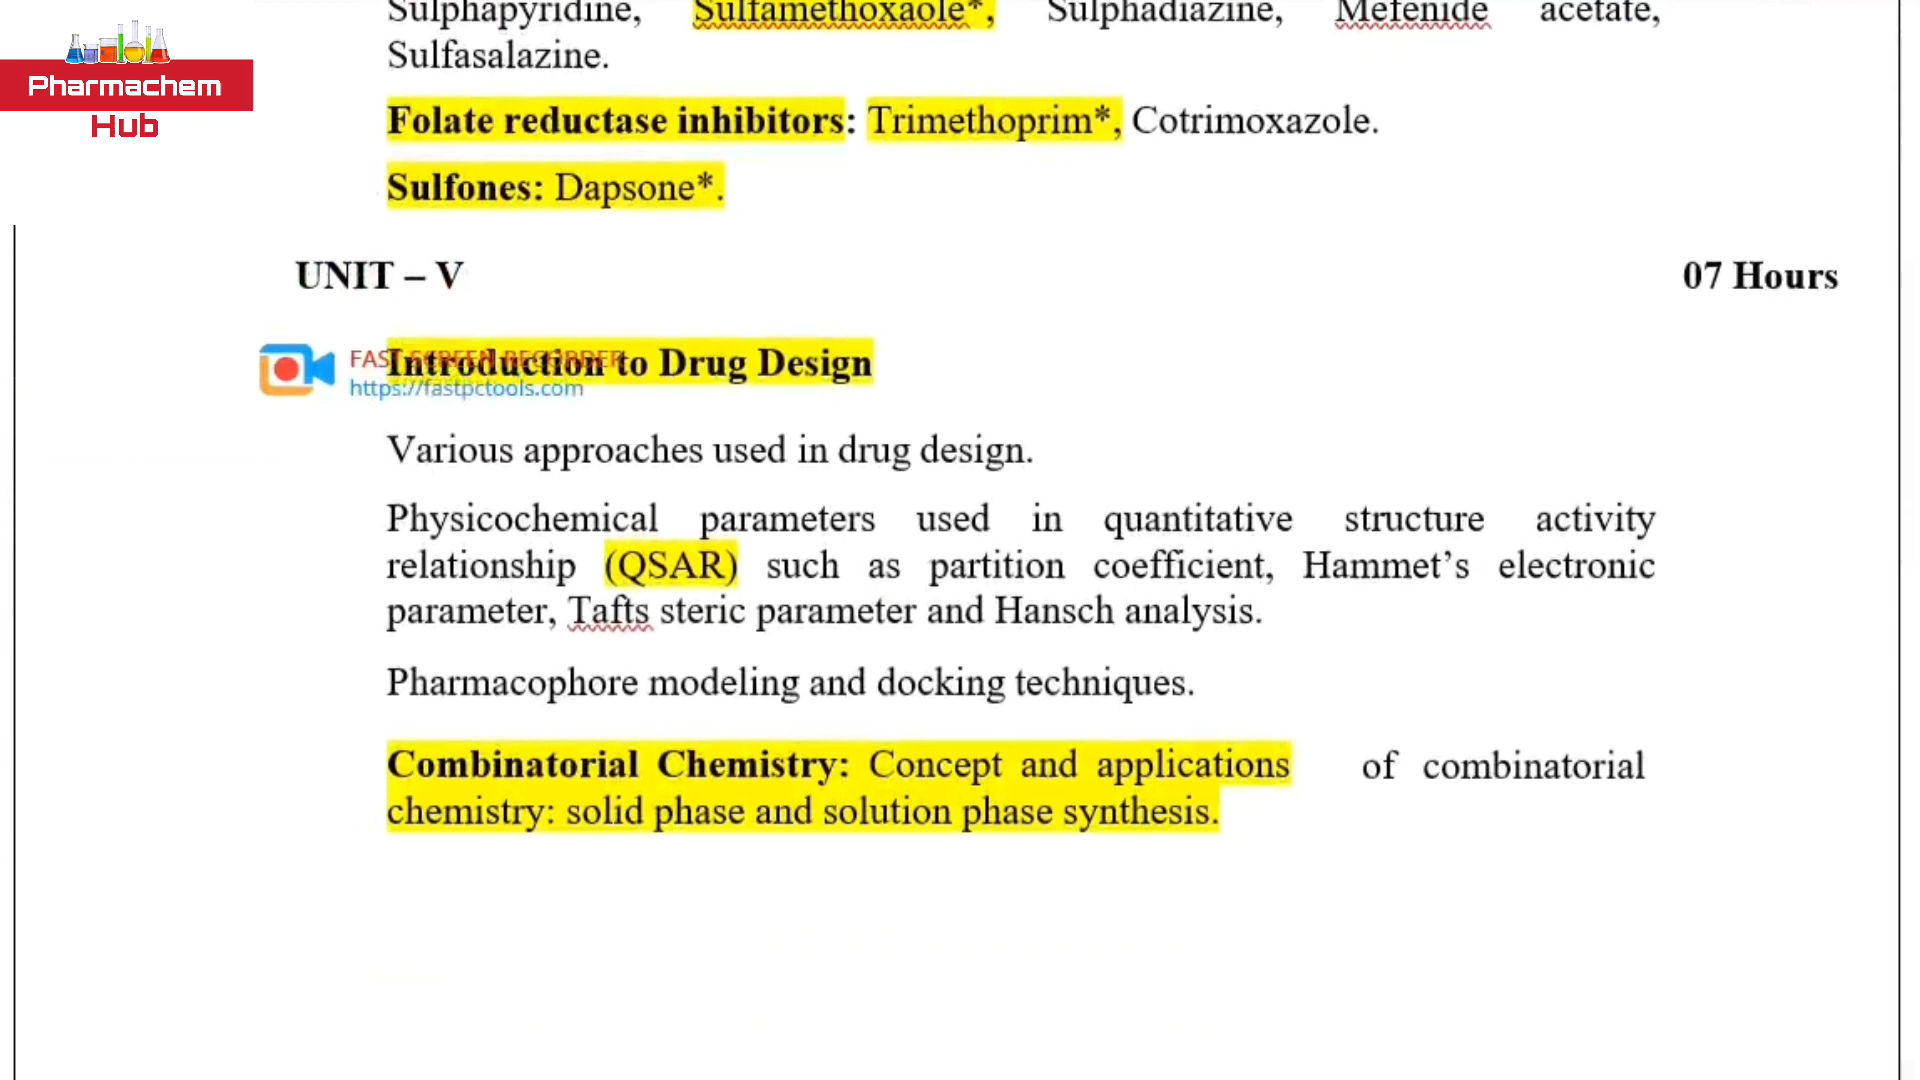 Sulphapyridine, Sulfamethoxaole*, Sulphadiazine, Mefenide acetate,
Sulfasalazine.
Pharmachem
Hub
Folate reductase inhibitors: Trimethoprim*, Cotrimoxazole.
Sulfones: Dapsone*.
UNIT – V 07 Hours
Introduction to Drug Design
FAST SCREEN RECORDER
https://fastpctools.com
Various approaches used in drug design.
Physicochemical parameters used in quantitative structure activity
relationship (QSAR) such as partition coefficient, Hammet’s electronic
parameter, Tafts steric parameter and Hansch analysis.
Pharmacophore modeling and docking techniques.
Combinatorial Chemistry: Concept and applications of combinatorial
chemistry: solid phase and solution phase synthesis.